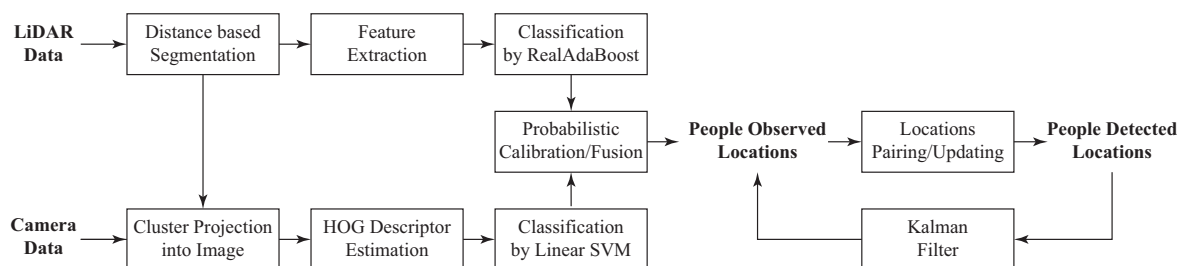 LiDAR
Data
Distance based
Segmentation
Feature
Extraction
Classification
by RealAdaBoost
Probabilistic
Calibration/Fusion
People Observed
Locations
Locations
Pairing/Updating
People Detected
Locations
Camera
Data
Cluster Projection
into Image
HOG Descriptor
Estimation
Classification
by Linear SVM
Kalman
Filter